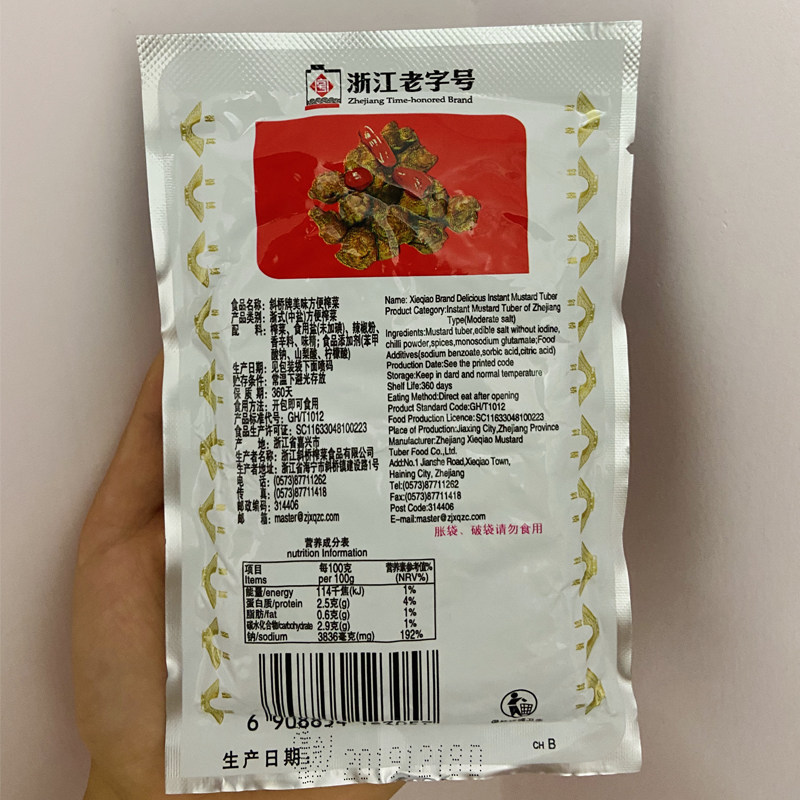 浙江老字号
Zhejiang Time-honored Brand
食品名称: 斜桥牌美味方便榨菜
产品类别: 浙式(中盐)方便榨菜
配 料: 榨菜、食用盐(未加碘)、辣椒粉、
香辛料、味精; 食品添加剂(苯甲
酸钠、山梨酸、柠檬酸)
生产日期: 见包装袋下面喷码
贮存条件: 常温下避光存放
保 质 期: 360天
食用方法: 开包即可食用
产品标准代号: GH/T1012
食品生产许可证: SC11633048100223
产 地: 浙江省嘉兴市
生产者名称: 浙江斜桥榨菜食品有限公司
生产者地址: 浙江省海宁市斜桥镇建设路1号
电 话: (0573)87711262
传 真: (0573)87711418
邮政编码: 314406
邮 箱: master@zjxqzc.com
Name: Xieqiao Brand Delicious Instant Mustard Tuber
Product Category:Instant Mustard Tuber of Zhejiang
Type(Moderate salt)
Ingredients:Mustard tuber,edible salt without iodine,
chilli powder,spices,monosodium glutamate;Food
Additives(sodium benzoate,sorbic acid,citric acid)
Production Date:See the printed code
Storage:Keep in dard and normal temperature
Shelf Life:360 days
Eating Method:Direct eat after opening
Product Standard Code:GH/T1012
Food Production Licence:SC11633048100223
Place of Production:Jiaxing City,Zhejiang Province
Manufacturer:Zhejiang Xieqiao Mustard
Tuber Food Co.,Ltd.
Add:No.1 Jianshe Road,Xieqiao Town,
Haining City, Zhejiang
Tel:(0573)87711262
Fax:(0573)87711418
Post Code:314406
E-mail:master@zjxqzc.com
胀袋、破袋请勿食用
营养成分表
nutrition Information
项目 每100克 营养素参考值%
Items per 100g (NRV%)
能量/energy 114千焦(kJ) 1%
蛋白质/protein 2.5克(g) 4%
脂肪/fat 0.6克(g) 1%
碳水化合物/carbohydrate 2.9克(g) 1%
钠/sodium 3836毫克(mg) 192%
生产日期:
CH B